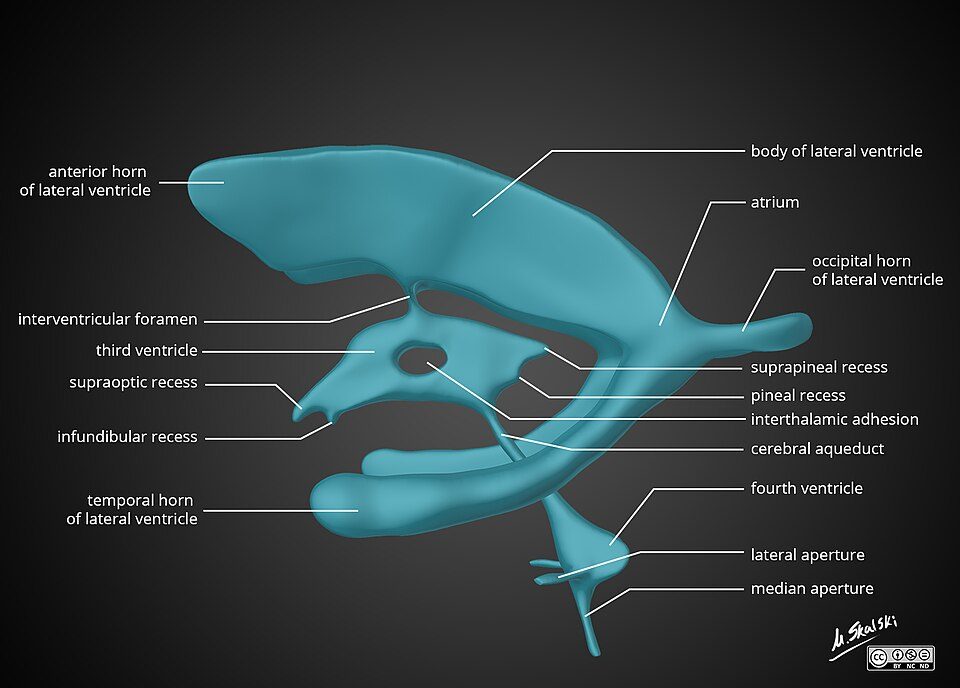 anterior horn
of lateral ventricle
interventricular foramen
third ventricle
supraoptic recess
infundibular recess
temporal horn
of lateral ventricle
body of lateral ventricle
atrium
occipital horn
of lateral ventricle
suprapineal recess
pineal recess
interthalamic adhesion
cerebral aqueduct
fourth ventricle
lateral aperture
median aperture
M. Skalski
cc
BY NC ND